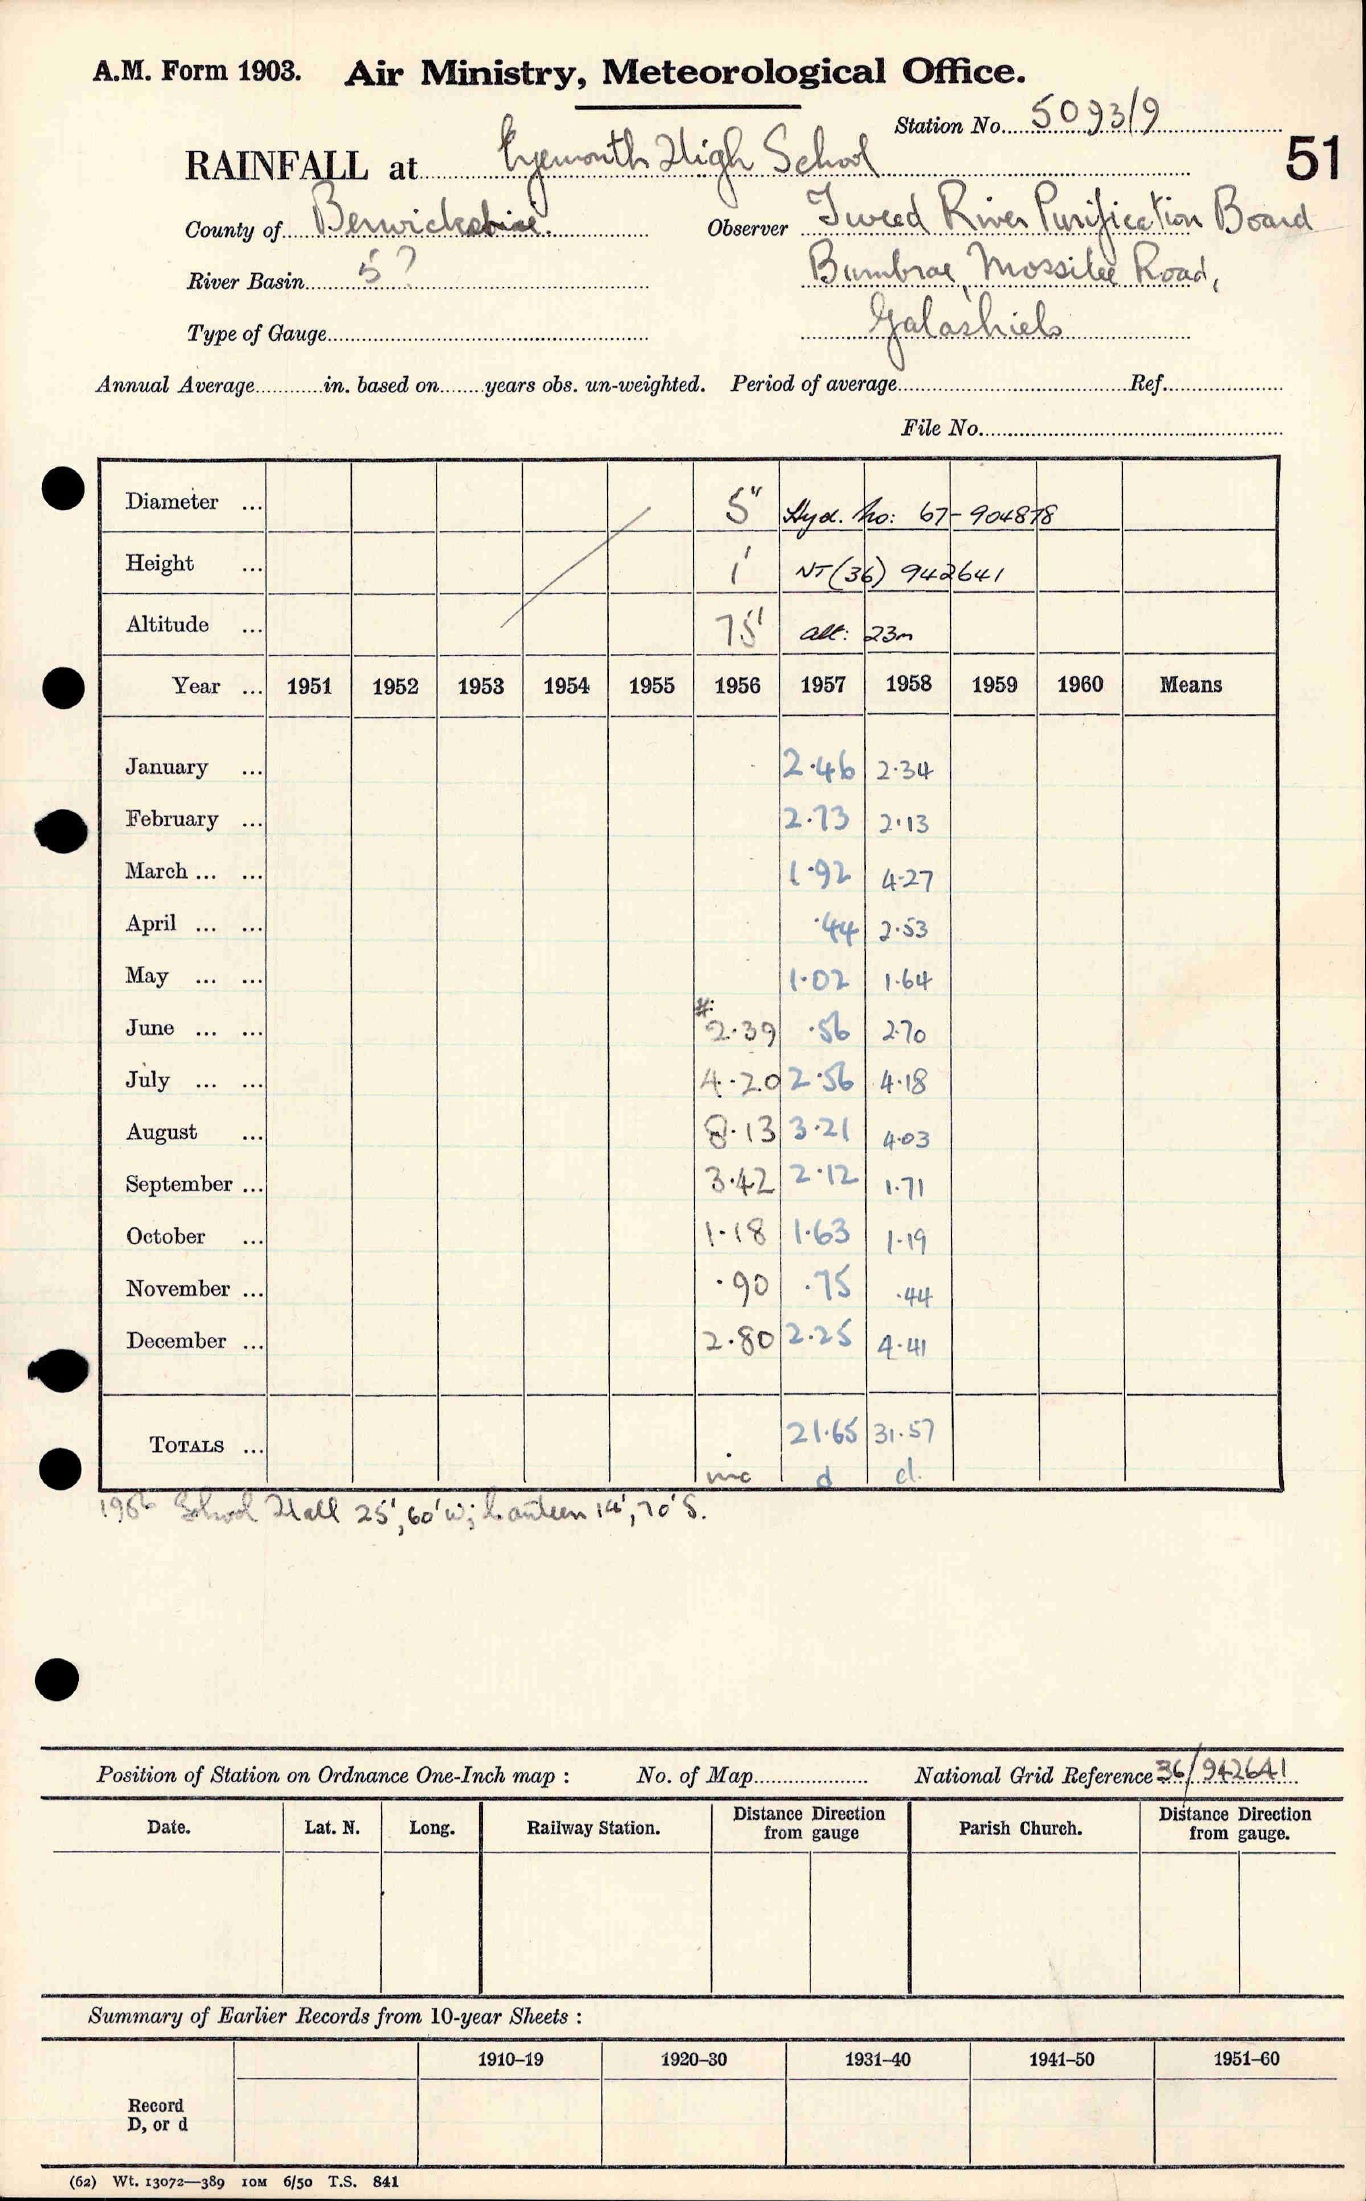 A.M. Form 1903. Air Ministry, Meteorological Office.
Station No. 5093/9
RAINFALL at Eyemouth High School
51
County of Berwickshire. Observer Tweed River Purification Board
River Basin 5? Burnbrae, Mossilee Road,
Type of Gauge Galashiels
Annual Average in. based on years obs. un-weighted. Period of average Ref.
File No.
Diameter ... 5" Hyd. No: 67-904878
Height ... 1' NT (36) 942641
Altitude ... 75' alt: 23m
Year ... 1951 1952 1953 1954 1955 1956 1957 1958 1959 1960 Means
January ... 2.46 2.34
February ... 2.73 2.13
March ... ... 1.92 4.27
April ... ... .44 2.53
May ... ... 1.02 1.64
June ... ... #2.39 .56 2.70
July ... ... 4.20 2.56 4.18
August ... 8.13 3.21 4.03
September ... 3.42 2.12 1.71
October ... 1.18 1.63 1.19
November ... .90 .75 .44
December ... 2.80 2.25 4.41
TOTALS ... 21.65 31.57
inc d d.
1956 School Hall 25', 60'W; Canteen 14', 70'S.
Position of Station on Ordnance One-Inch map : No. of Map National Grid Reference 36/942641
Date. Lat. N. Long. Railway Station. Distance Direction from gauge Parish Church. Distance Direction from gauge.
Summary of Earlier Records from 10-year Sheets :
1910–19 1920–30 1931–40 1941–50 1951–60
Record
D, or d
(62) Wt. 13072—389 10M 6/50 T.S. 841